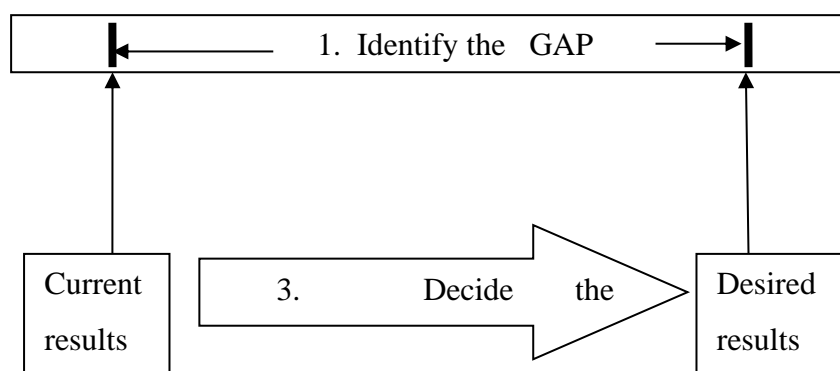 1. Identify the GAP
Current
results
3. Decide the
Desired
results